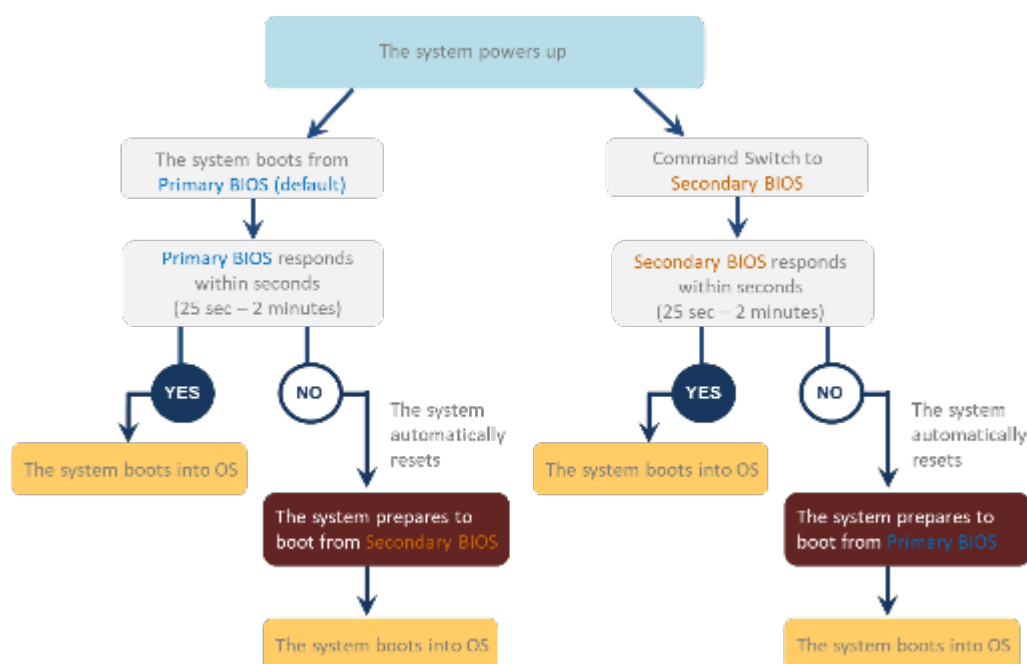 The system powers up
The system boots from
Primary BIOS (default)
Command Switch to
Secondary BIOS
Primary BIOS responds
within seconds
(25 sec – 2 minutes)
Secondary BIOS responds
within seconds
(25 sec – 2 minutes)
YES
NO
YES
NO
The system
automatically
resets
The system
automatically
resets
The system boots into OS
The system boots into OS
The system prepares to
boot from Secondary BIOS
The system prepares to
boot from Primary BIOS
The system boots into OS
The system boots into OS